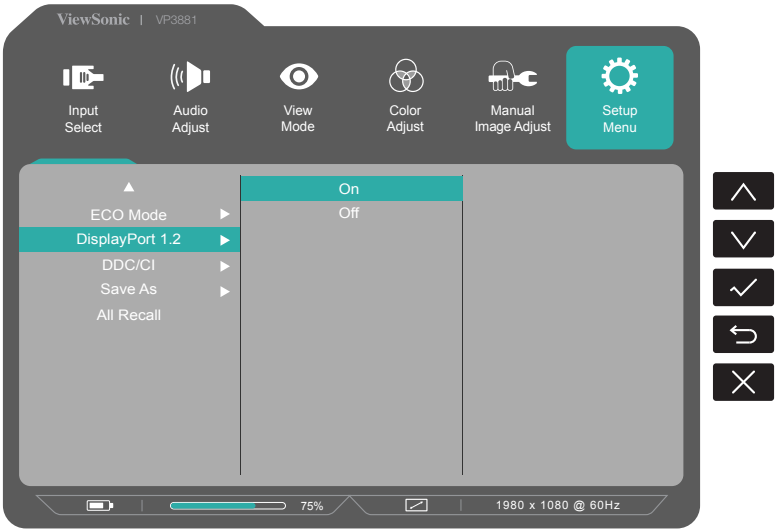 ViewSonic | VP3881
Input
Select
Audio
Adjust
View
Mode
Color
Adjust
Manual
Image Adjust
Setup
Menu
ECO Mode
DisplayPort 1.2
DDC/CI
Save As
All Recall
On
Off
75%
1980 x 1080 @ 60Hz